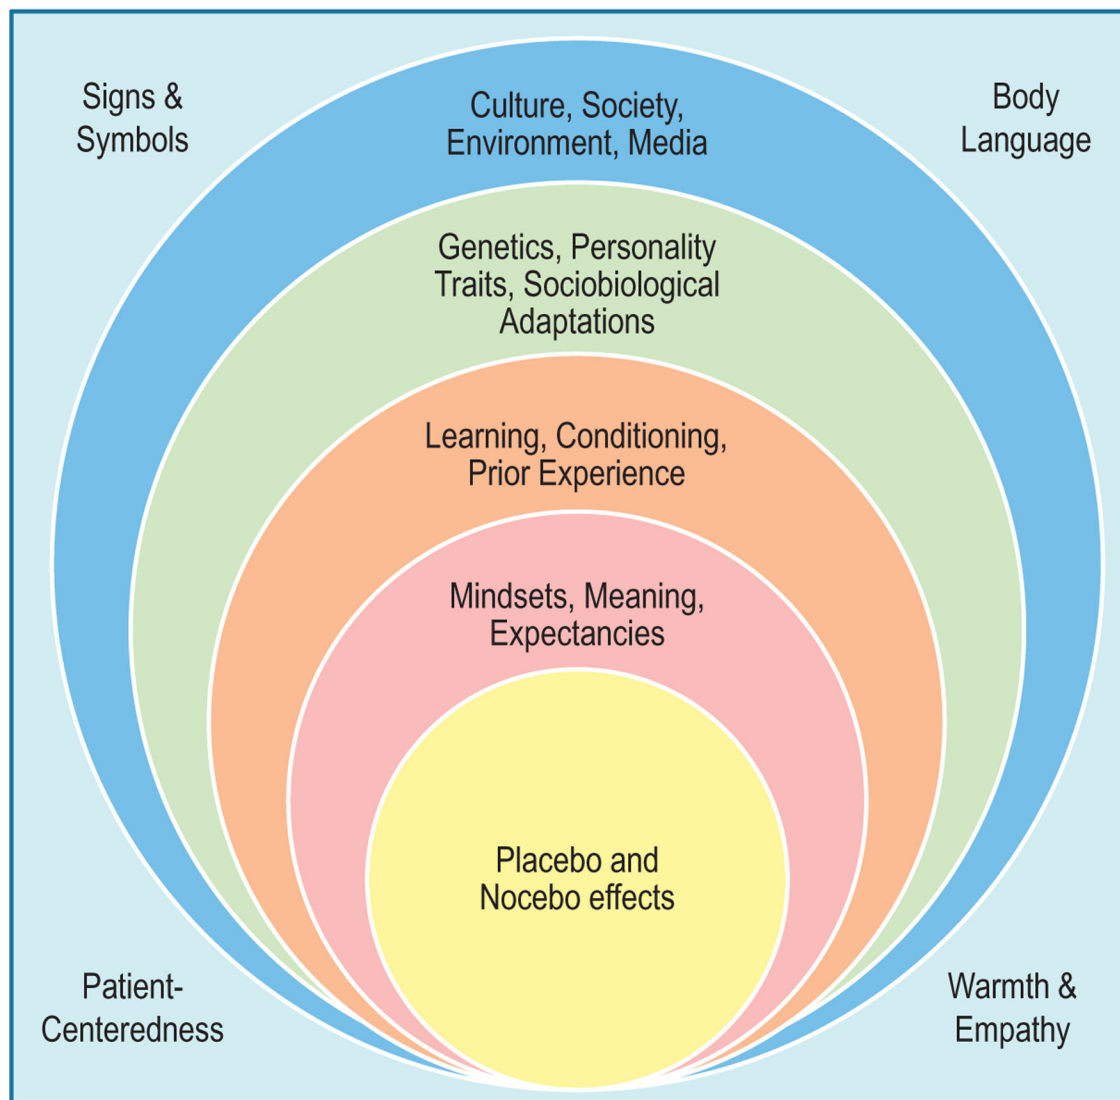 Signs &
Symbols
Culture, Society,
Environment, Media
Body
Language
Genetics, Personality
Traits, Sociobiological
Adaptations
Learning, Conditioning,
Prior Experience
Mindsets, Meaning,
Expectancies
Placebo and
Nocebo effects
Patient-
Centeredness
Warmth &
Empathy